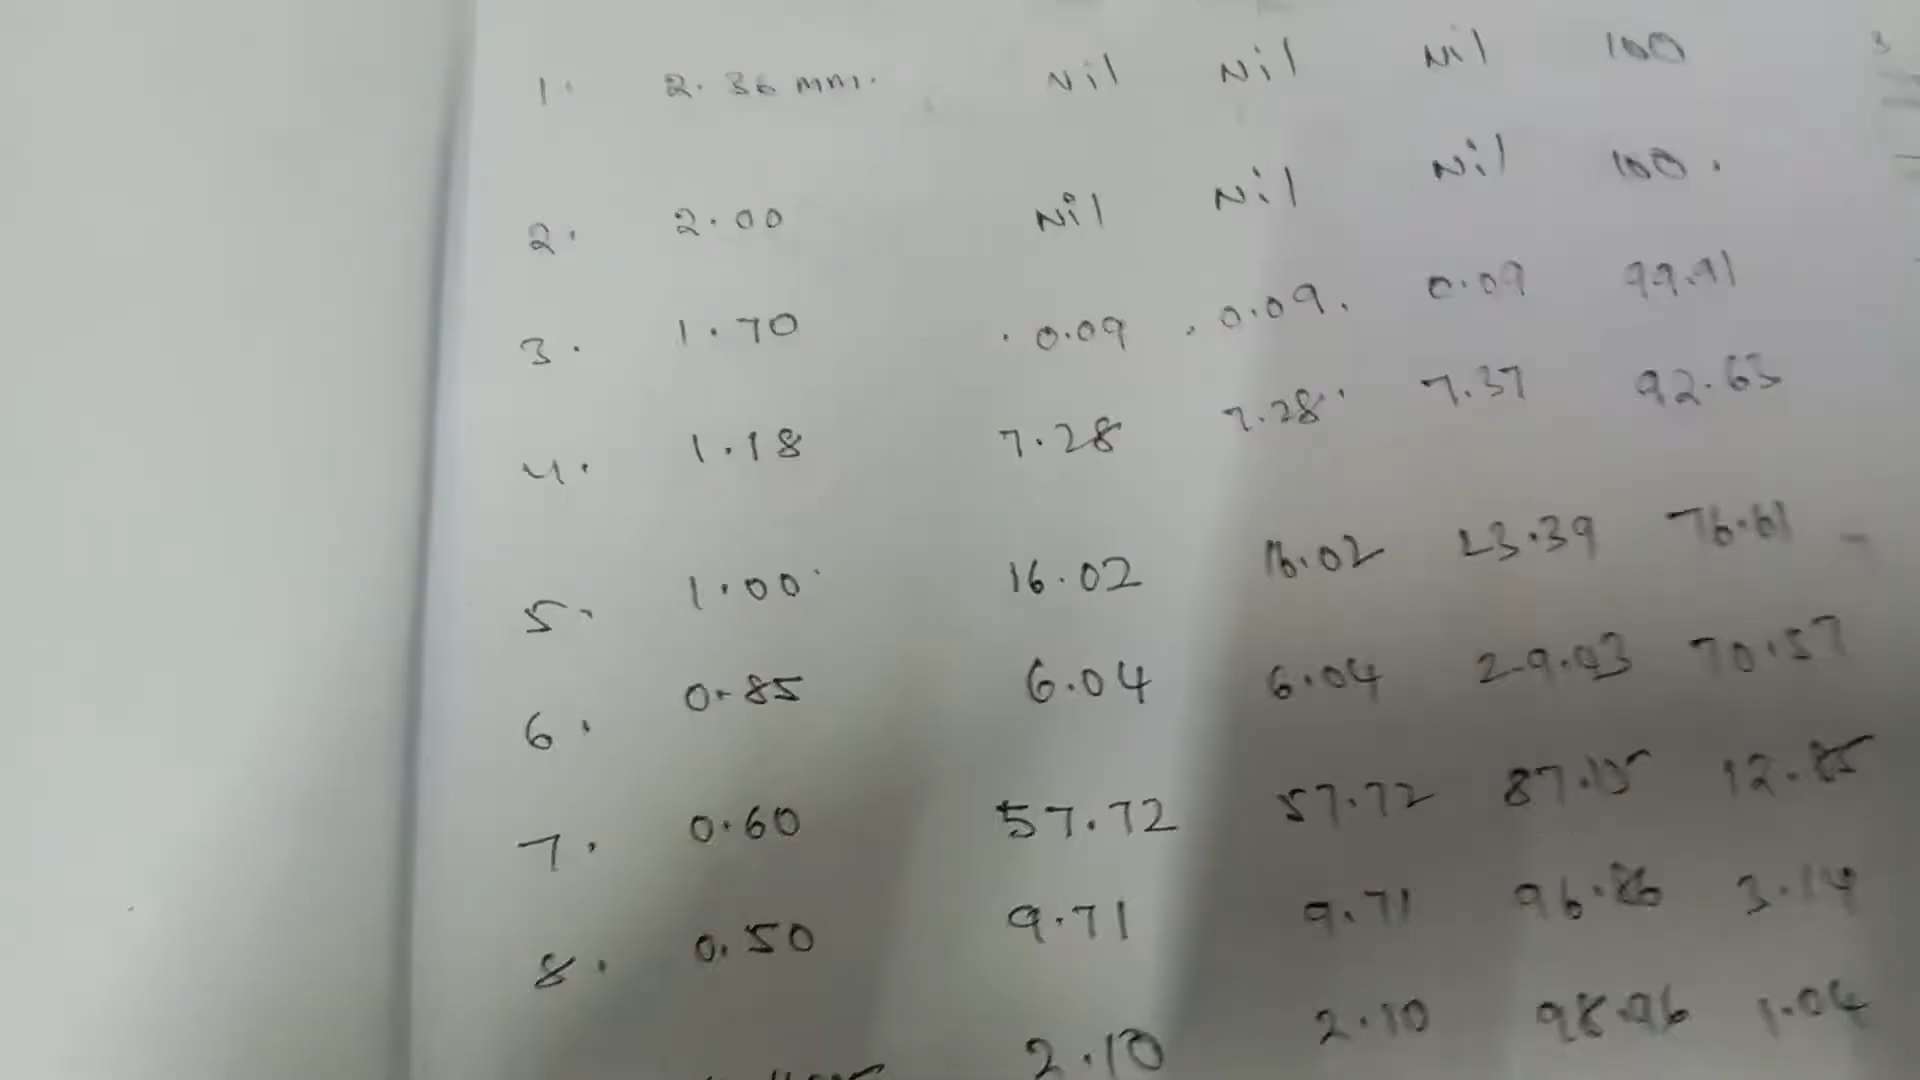 1. 2.36 mm. Nil Nil Nil 100
2. 2.00 Nil Nil Nil 100.
3. 1.70 0.09 0.09. 0.09 99.91
4. 1.18 7.28 7.28 7.37 92.63
5. 1.00 16.02 16.02 23.39 76.61
6. 0.85 6.04 6.04 29.43 70.57
7. 0.60 57.72 57.72 87.15 12.85
8. 0.50 9.71 9.71 96.86 3.14
2.10 2.10 98.96 1.04